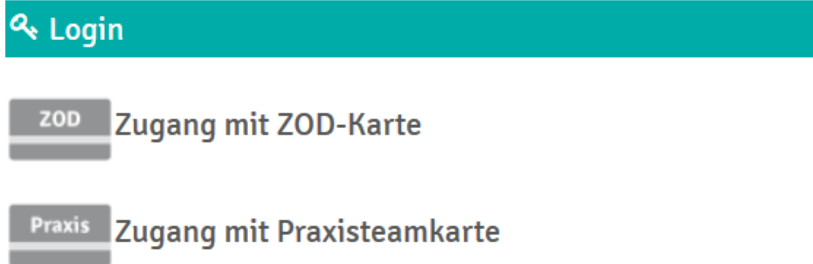 Login
ZOD
Zugang mit ZOD-Karte
Praxis
Zugang mit Praxisteamkarte